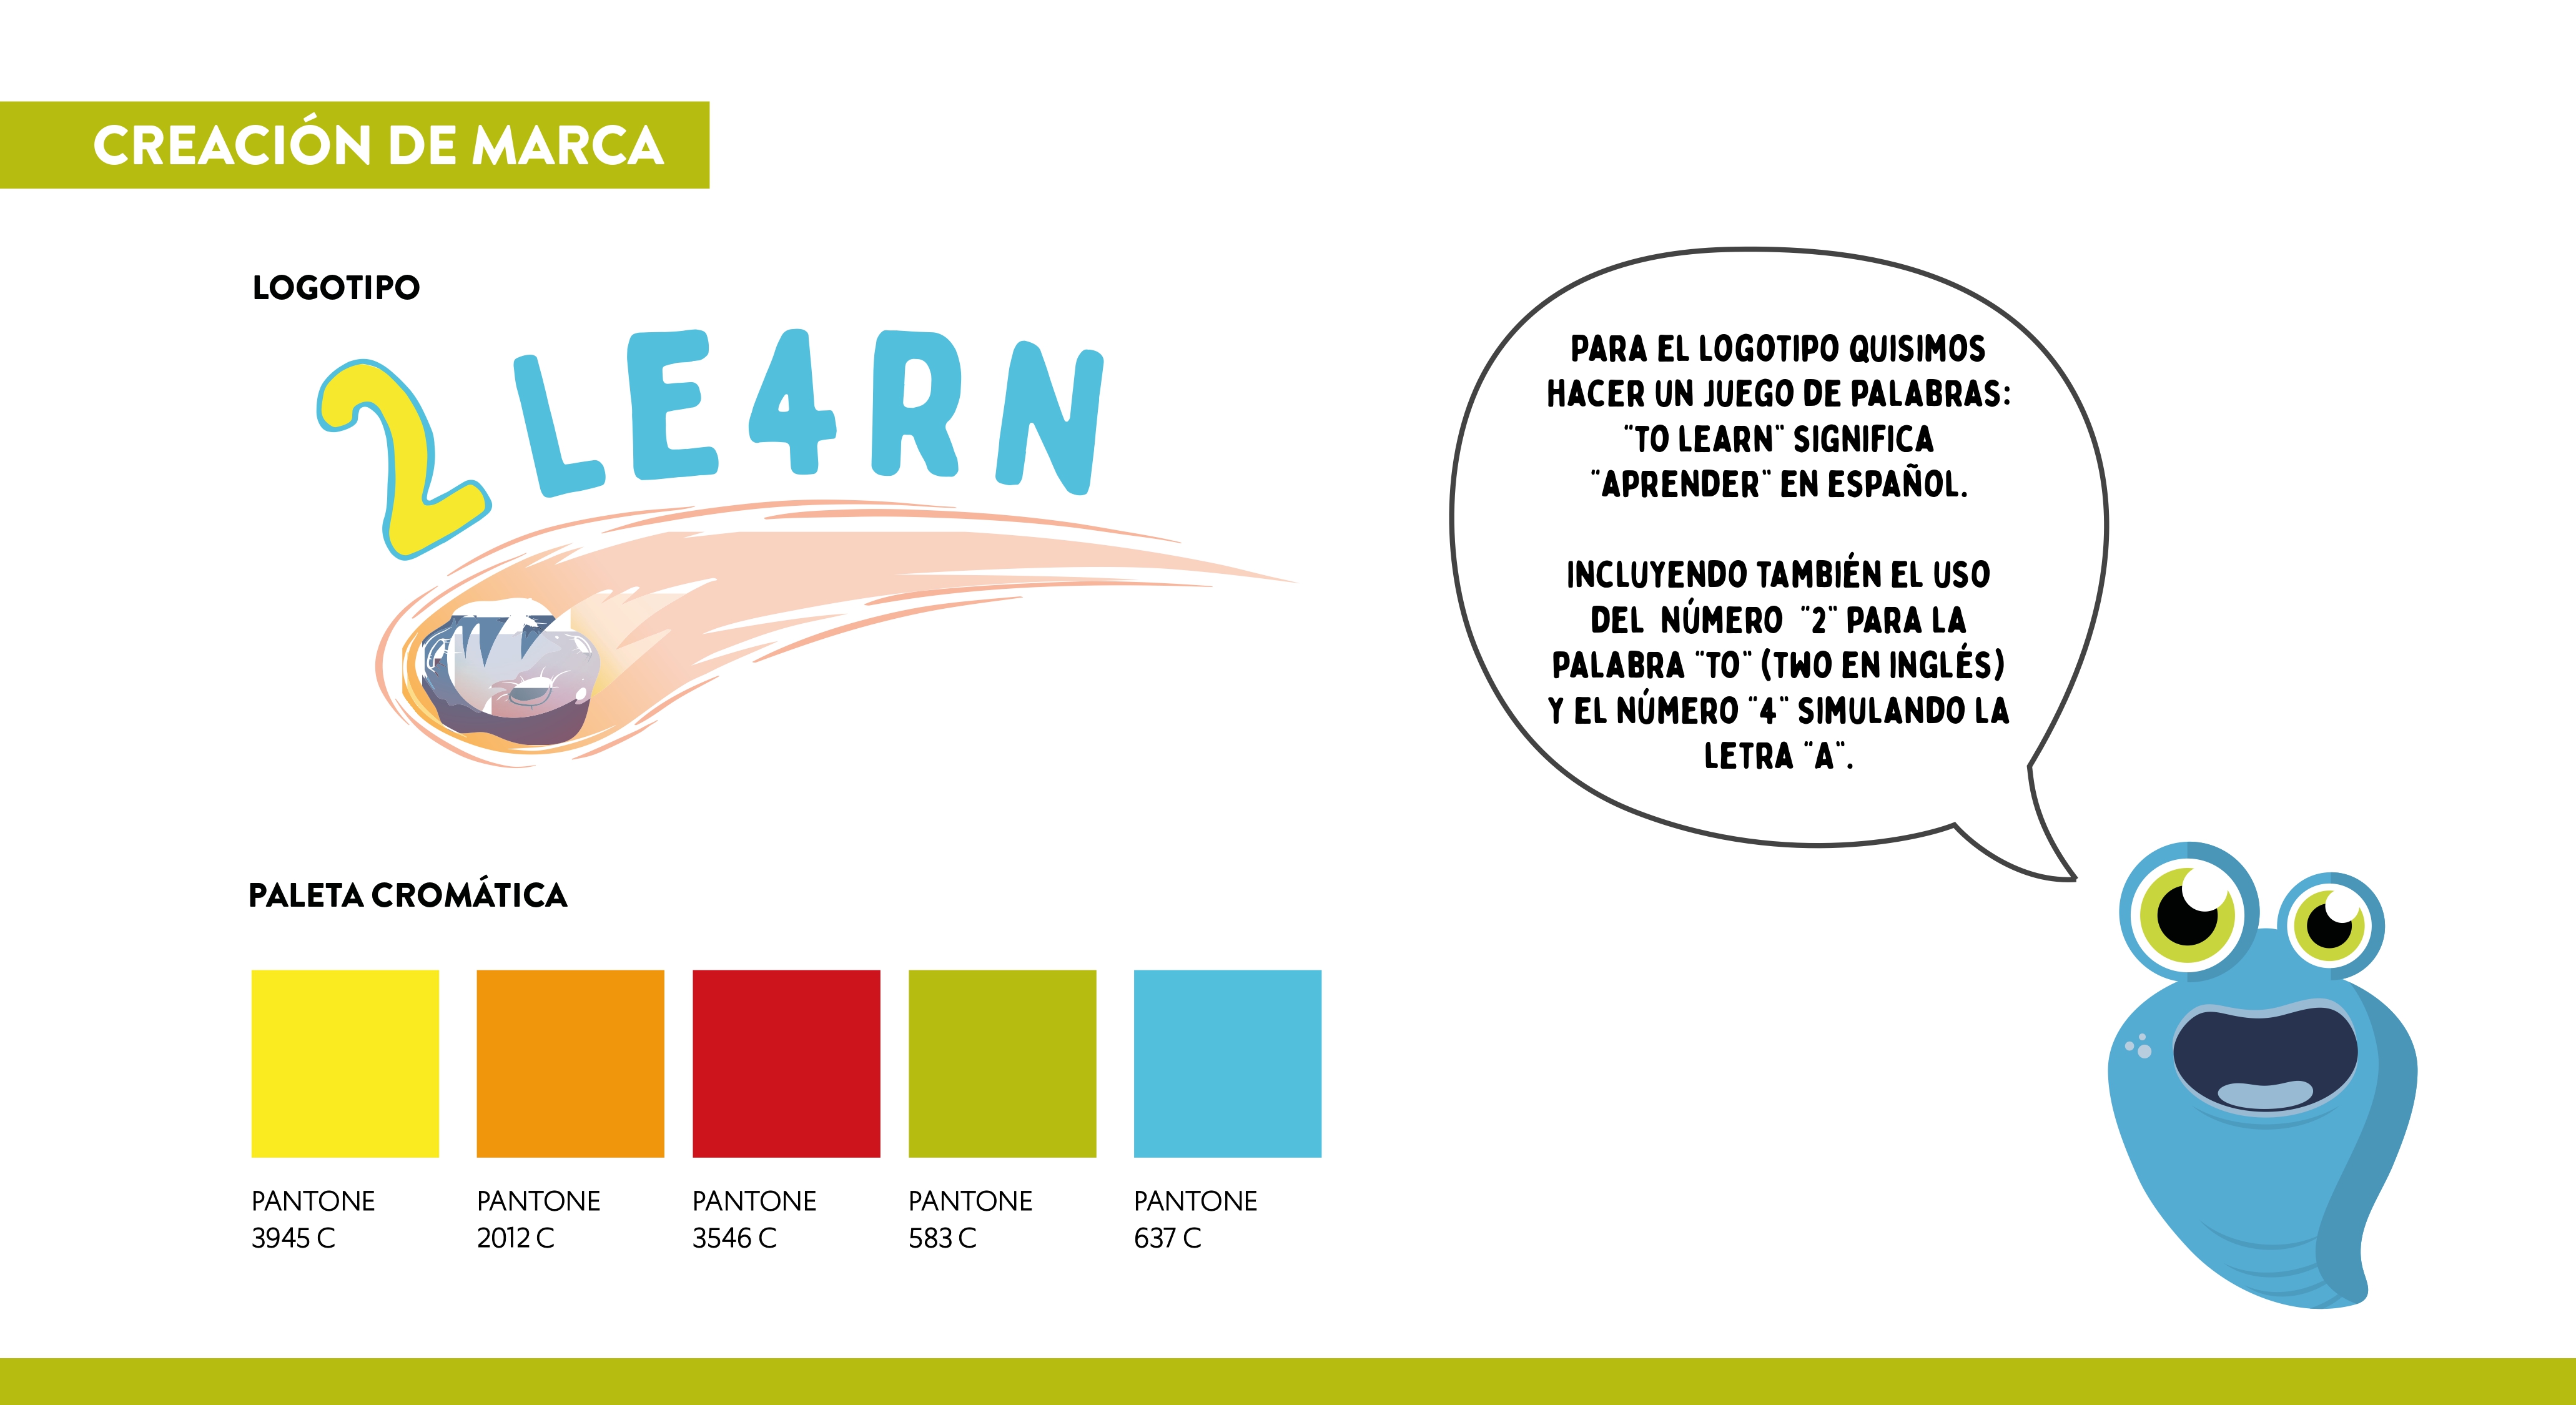 CREACIÓN DE MARCA
LOGOTIPO
2 LE4RN
PARA EL LOGOTIPO QUISIMOS
HACER UN JUEGO DE PALABRAS:
"TO LEARN" SIGNIFICA
"APRENDER" EN ESPAÑOL.
INCLUYENDO TAMBIÉN EL USO
DEL NÚMERO "2" PARA LA
PALABRA "TO" (TWO EN INGLÉS)
Y EL NÚMERO "4" SIMULANDO LA
LETRA "A".
PALETA CROMÁTICA
PANTONE
3945 C
PANTONE
2012 C
PANTONE
3546 C
PANTONE
583 C
PANTONE
637 C